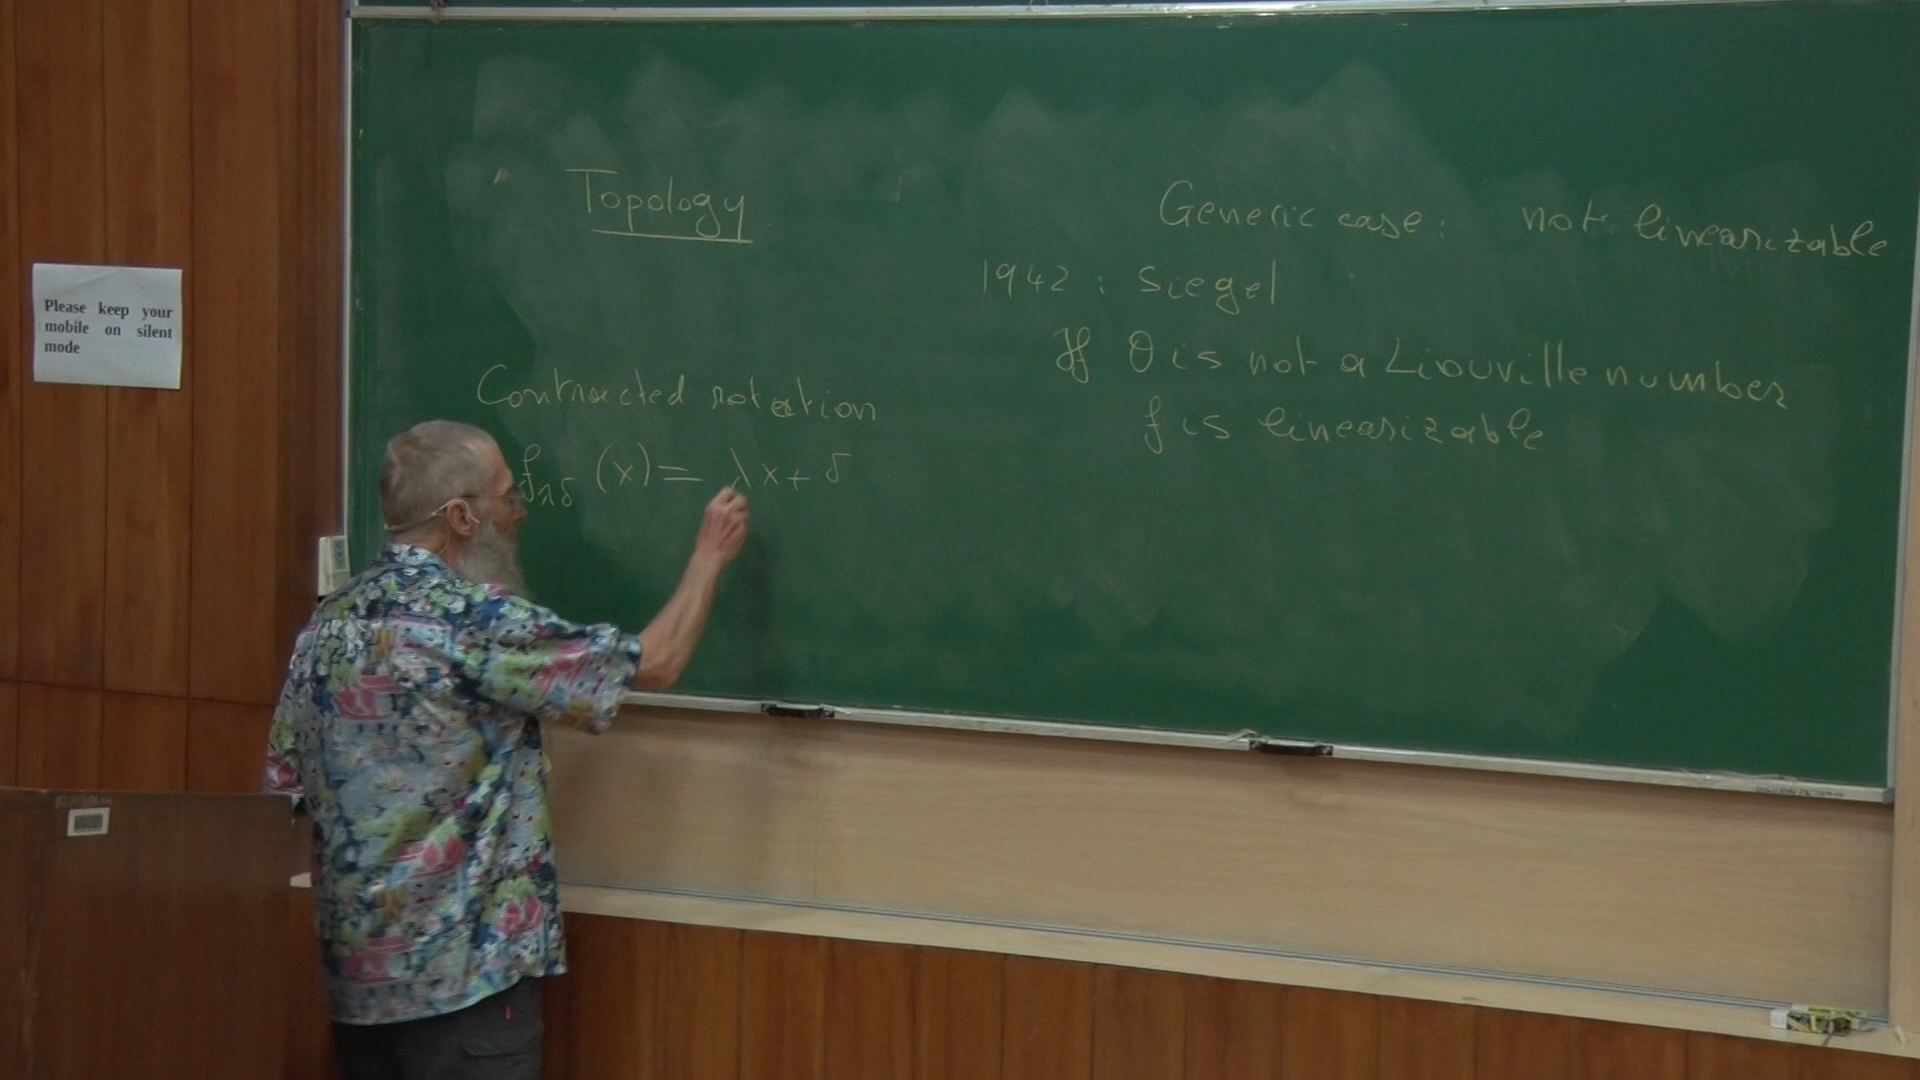 Please keep your
mobile on silent
mode
Topology
Contracted rotation
fλδ (x) = λx + δ
Generic case : not linearizable
1942 : Siegel
If θ is not a Liouville number
f is linearizable